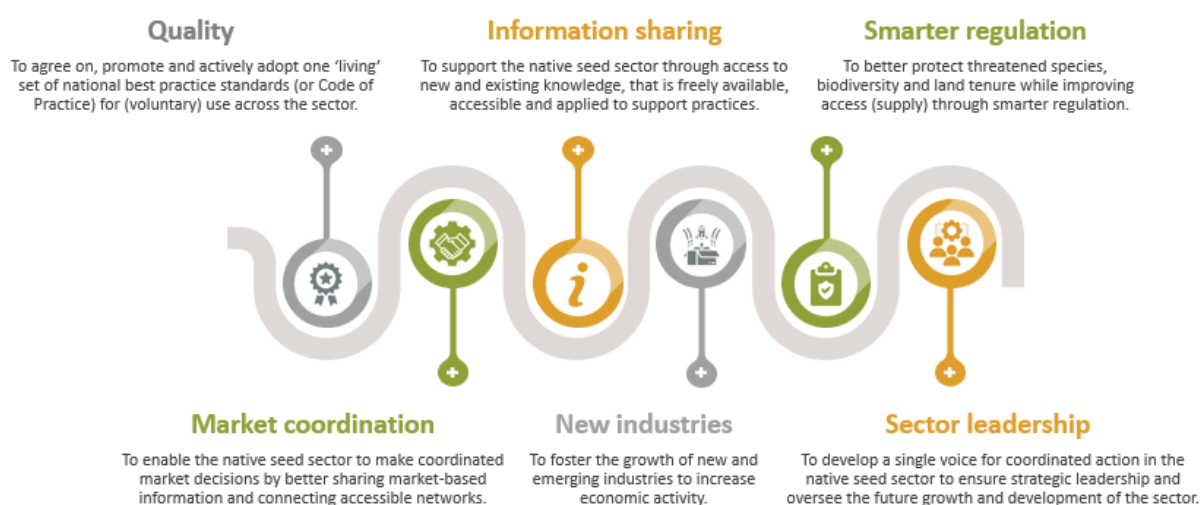 Quality
To agree on, promote and actively adopt one ‘living’
set of national best practice standards (or Code of
Practice) for (voluntary) use across the sector.
Information sharing
To support the native seed sector through access to
new and existing knowledge, that is freely available,
accessible and applied to support practices.
Smarter regulation
To better protect threatened species,
biodiversity and land tenure while improving
access (supply) through smarter regulation.
i
Market coordination
To enable the native seed sector to make coordinated
market decisions by better sharing market-based
information and connecting accessible networks.
New industries
To foster the growth of new and
emerging industries to increase
economic activity.
Sector leadership
To develop a single voice for coordinated action in the
native seed sector to ensure strategic leadership and
oversee the future growth and development of the sector.